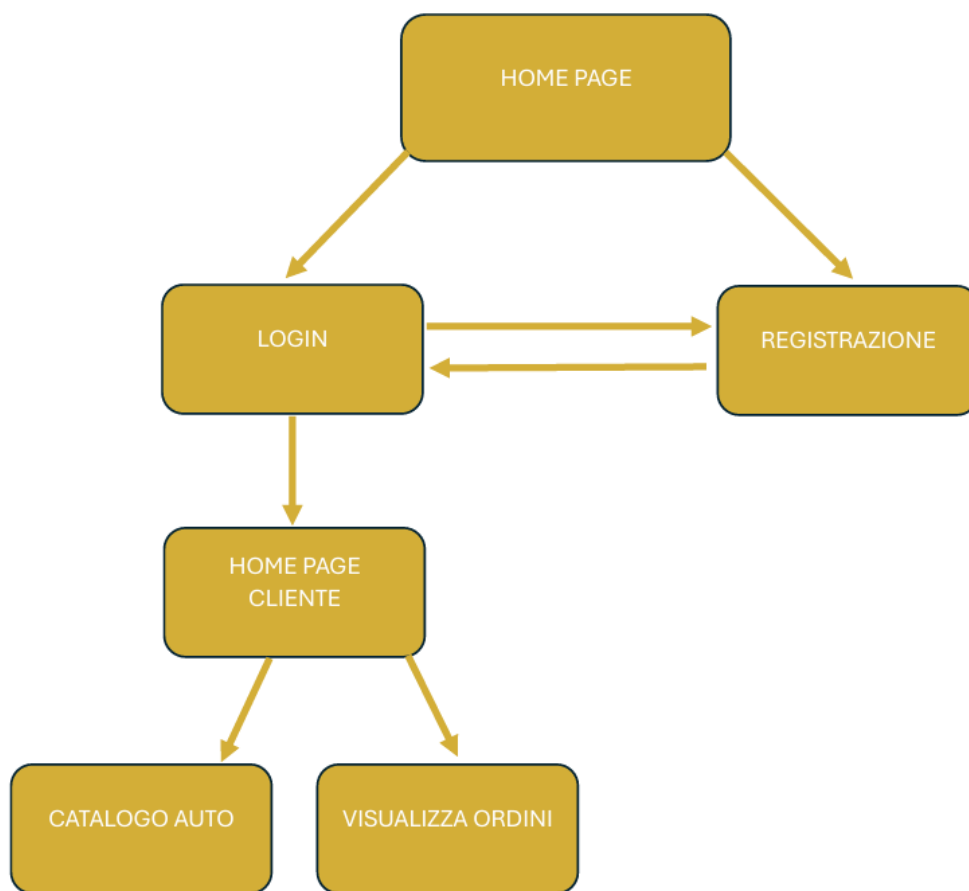 HOME PAGE
LOGIN
REGISTRAZIONE
HOME PAGE
CLIENTE
CATALOGO AUTO
VISUALIZZA ORDINI